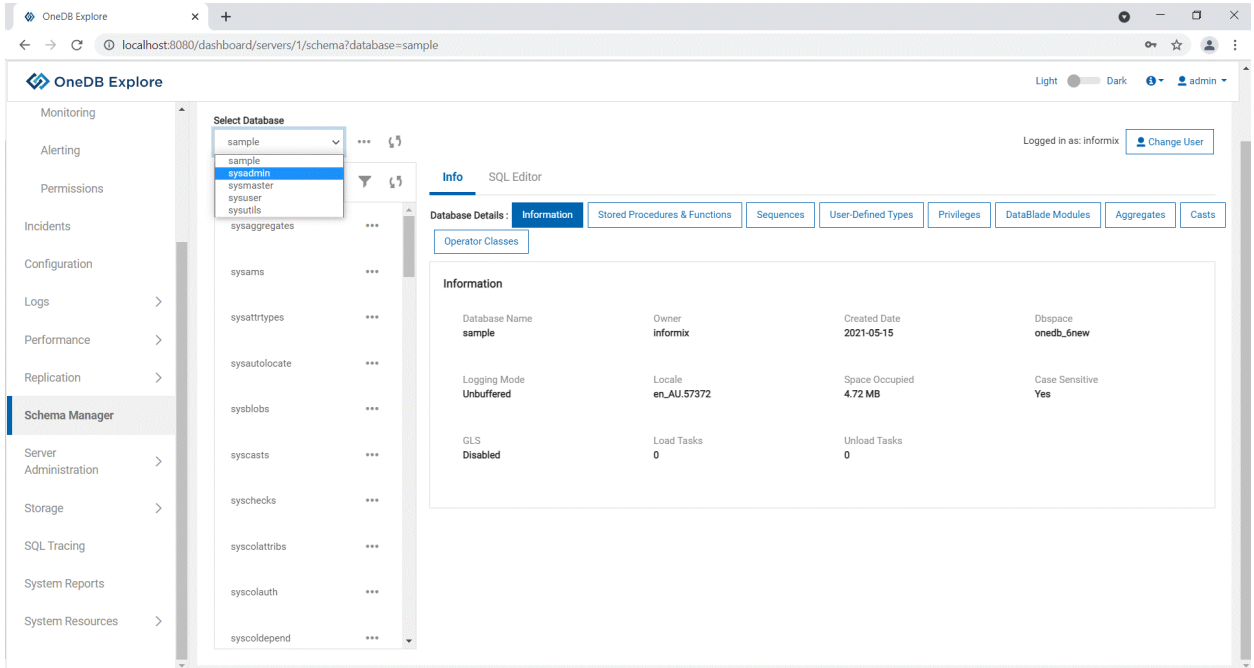 OneDB Explore
localhost:8080/dashboard/servers/1/schema?database=sample
OneDB Explore
Light Dark admin
Monitoring
Alerting
Permissions
Incidents
Configuration
Logs
Performance
Replication
Schema Manager
Server
Administration
Storage
SQL Tracing
System Reports
System Resources
Select Database
sample
sample
sysadmin
sysmaster
sysuser
sysutils
sysaggregates
sysams
sysattrtypes
sysautolocate
sysblobs
syscasts
syschecks
syscolattribs
syscolauth
syscoldepend
Logged in as: informix Change User
Info SQL Editor
Database Details : Information Stored Procedures & Functions Sequences User-Defined Types Privileges DataBlade Modules Aggregates Casts
Operator Classes
Information
Database Name Owner Created Date Dbspace
sample informix 2021-05-15 onedb_6new
Logging Mode Locale Space Occupied Case Sensitive
Unbuffered en_AU.57372 4.72 MB Yes
GLS Load Tasks Unload Tasks
Disabled 0 0